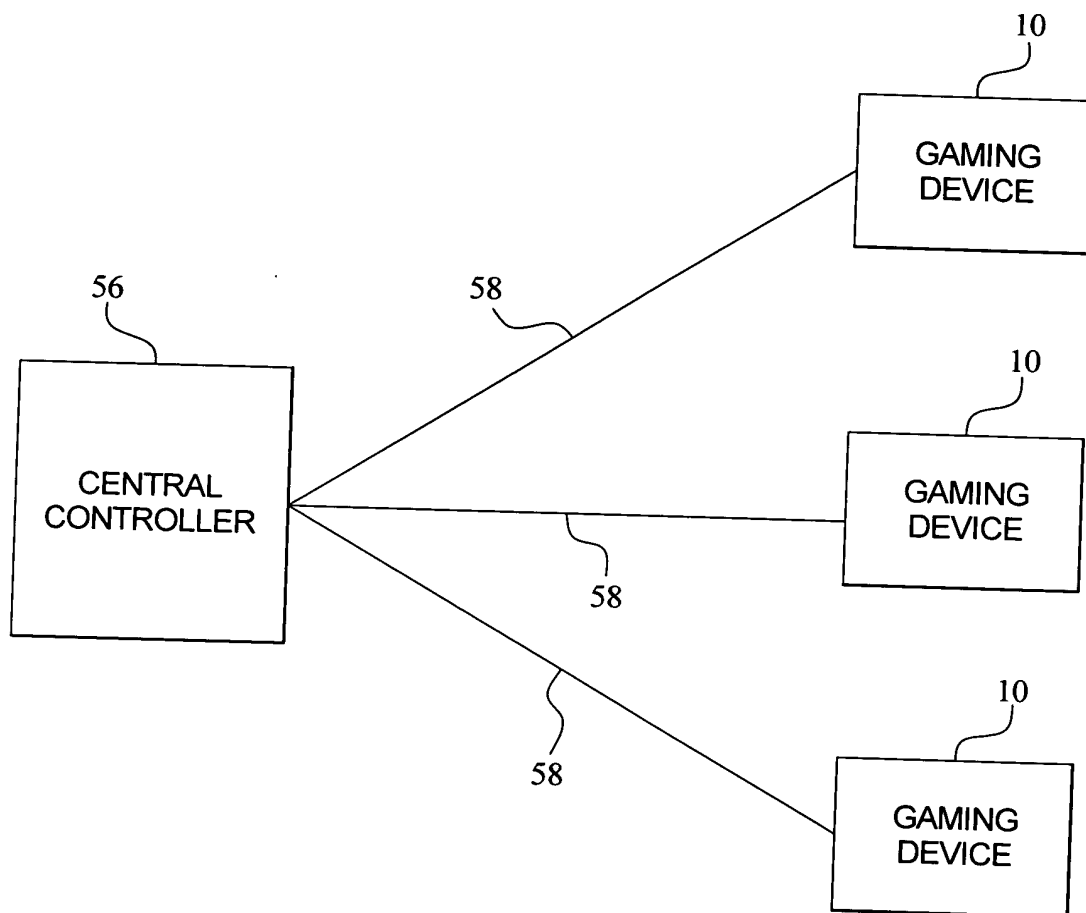 10
GAMING
DEVICE
58
56
10
CENTRAL
CONTROLLER
GAMING
DEVICE
58
10
58
GAMING
DEVICE